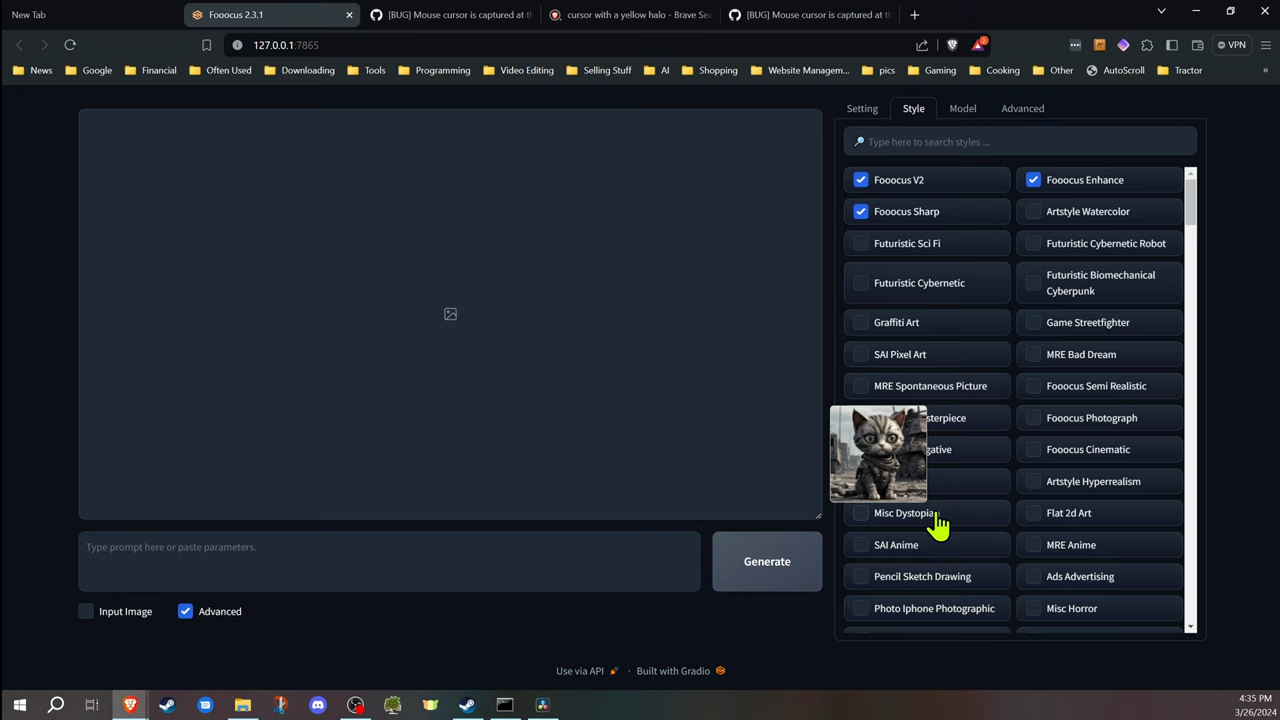 New Tab
Fooocus 2.3.1
[BUG] Mouse cursor is captured at th
cursor with a yellow halo - Brave Sea
[BUG] Mouse cursor is captured at th
127.0.0.1:7865
2
VPN
News
Google
Financial
Often Used
Downloading
Tools
Programming
Video Editing
Selling Stuff
AI
Shopping
Website Managem...
pics
Gaming
Cooking
Other
AutoScroll
Tractor
Setting
Style
Model
Advanced
Type here to search styles ...
Fooocus V2
Fooocus Enhance
Fooocus Sharp
Artstyle Watercolor
Futuristic Sci Fi
Futuristic Cybernetic Robot
Futuristic Cybernetic
Futuristic Biomechanical
Cyberpunk
Graffiti Art
Game Streetfighter
SAI Pixel Art
MRE Bad Dream
MRE Spontaneous Picture
Fooocus Semi Realistic
sterpiece
Fooocus Photograph
gative
Fooocus Cinematic
Artstyle Hyperrealism
Misc Dystopian
Flat 2d Art
SAI Anime
MRE Anime
Pencil Sketch Drawing
Ads Advertising
Photo Iphone Photographic
Misc Horror
Type prompt here or paste parameters.
Generate
Input Image
Advanced
Use via API
·
Built with Gradio
4:35 PM
3/26/2024